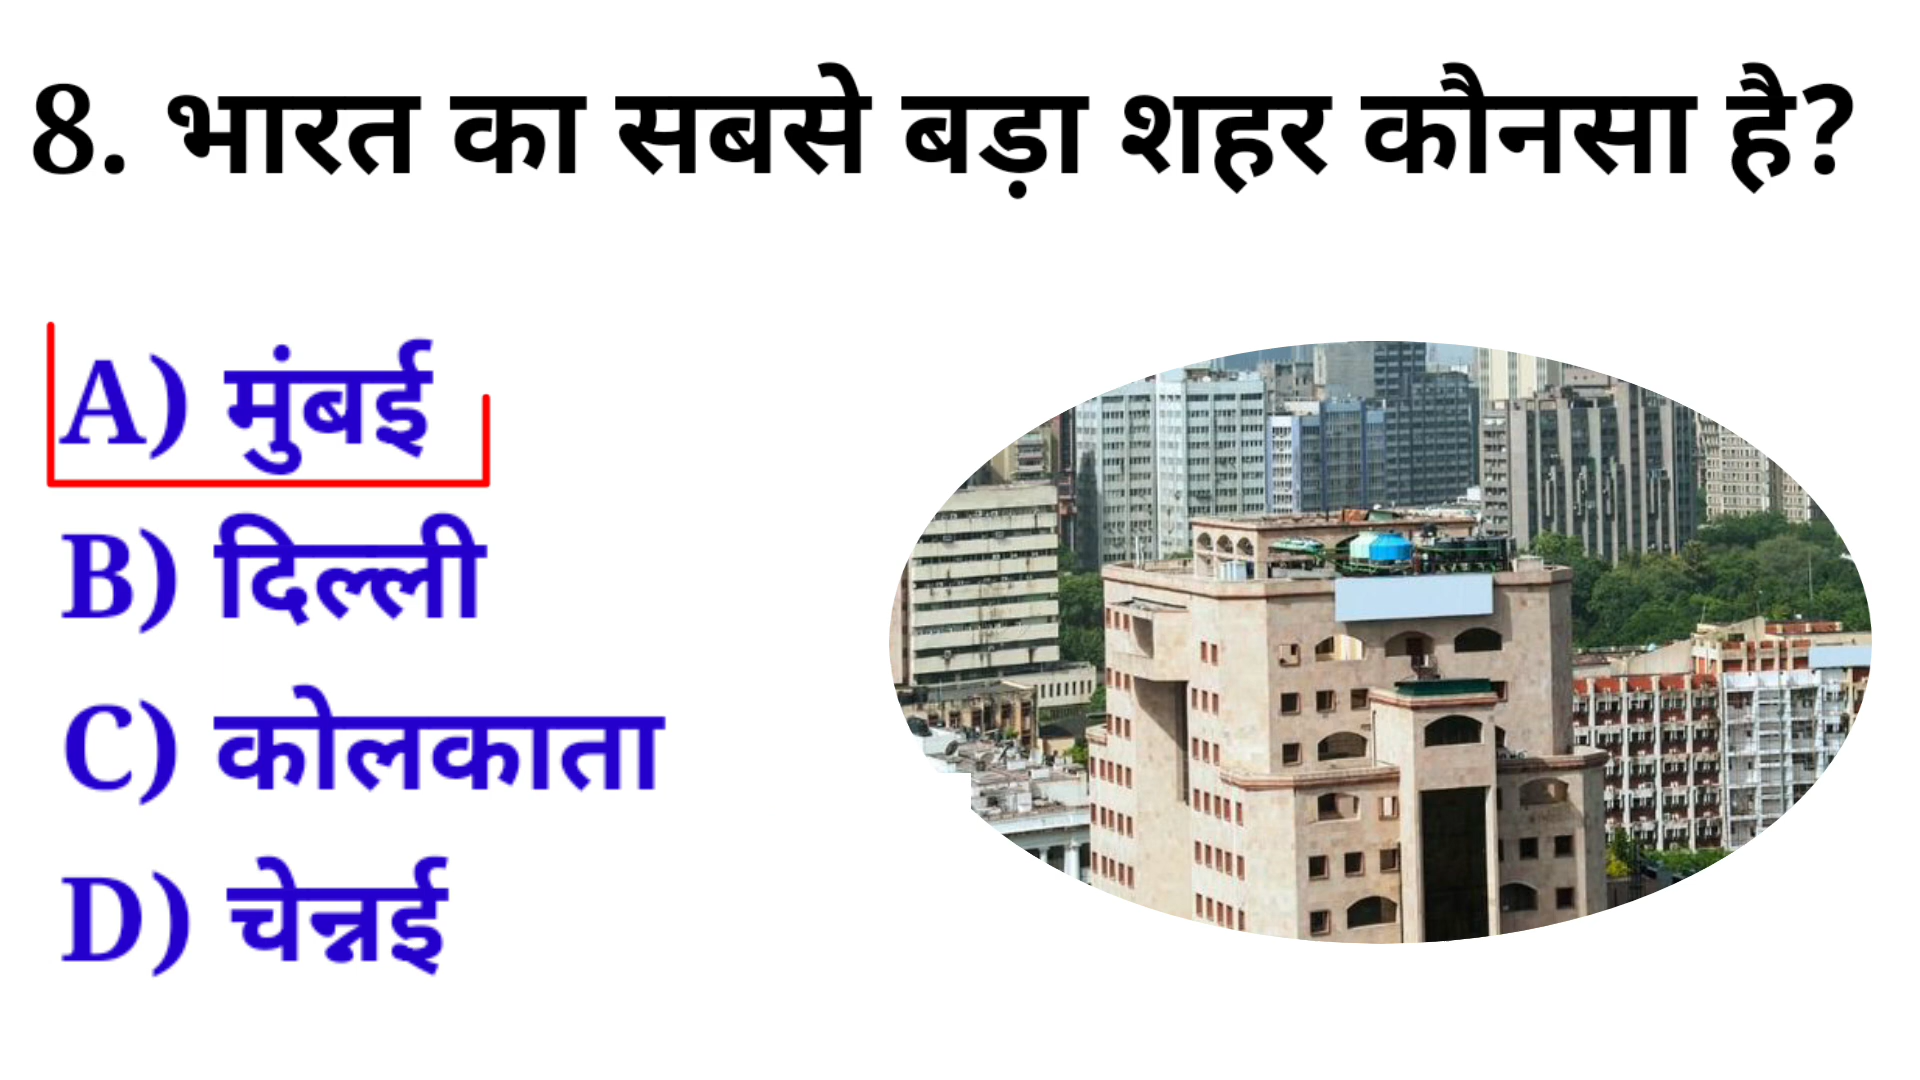 8. भारत का सबसे बड़ा शहर कौनसा है?
A) मुंबई
B) दिल्ली
C) कोलकाता
D) चेन्नई